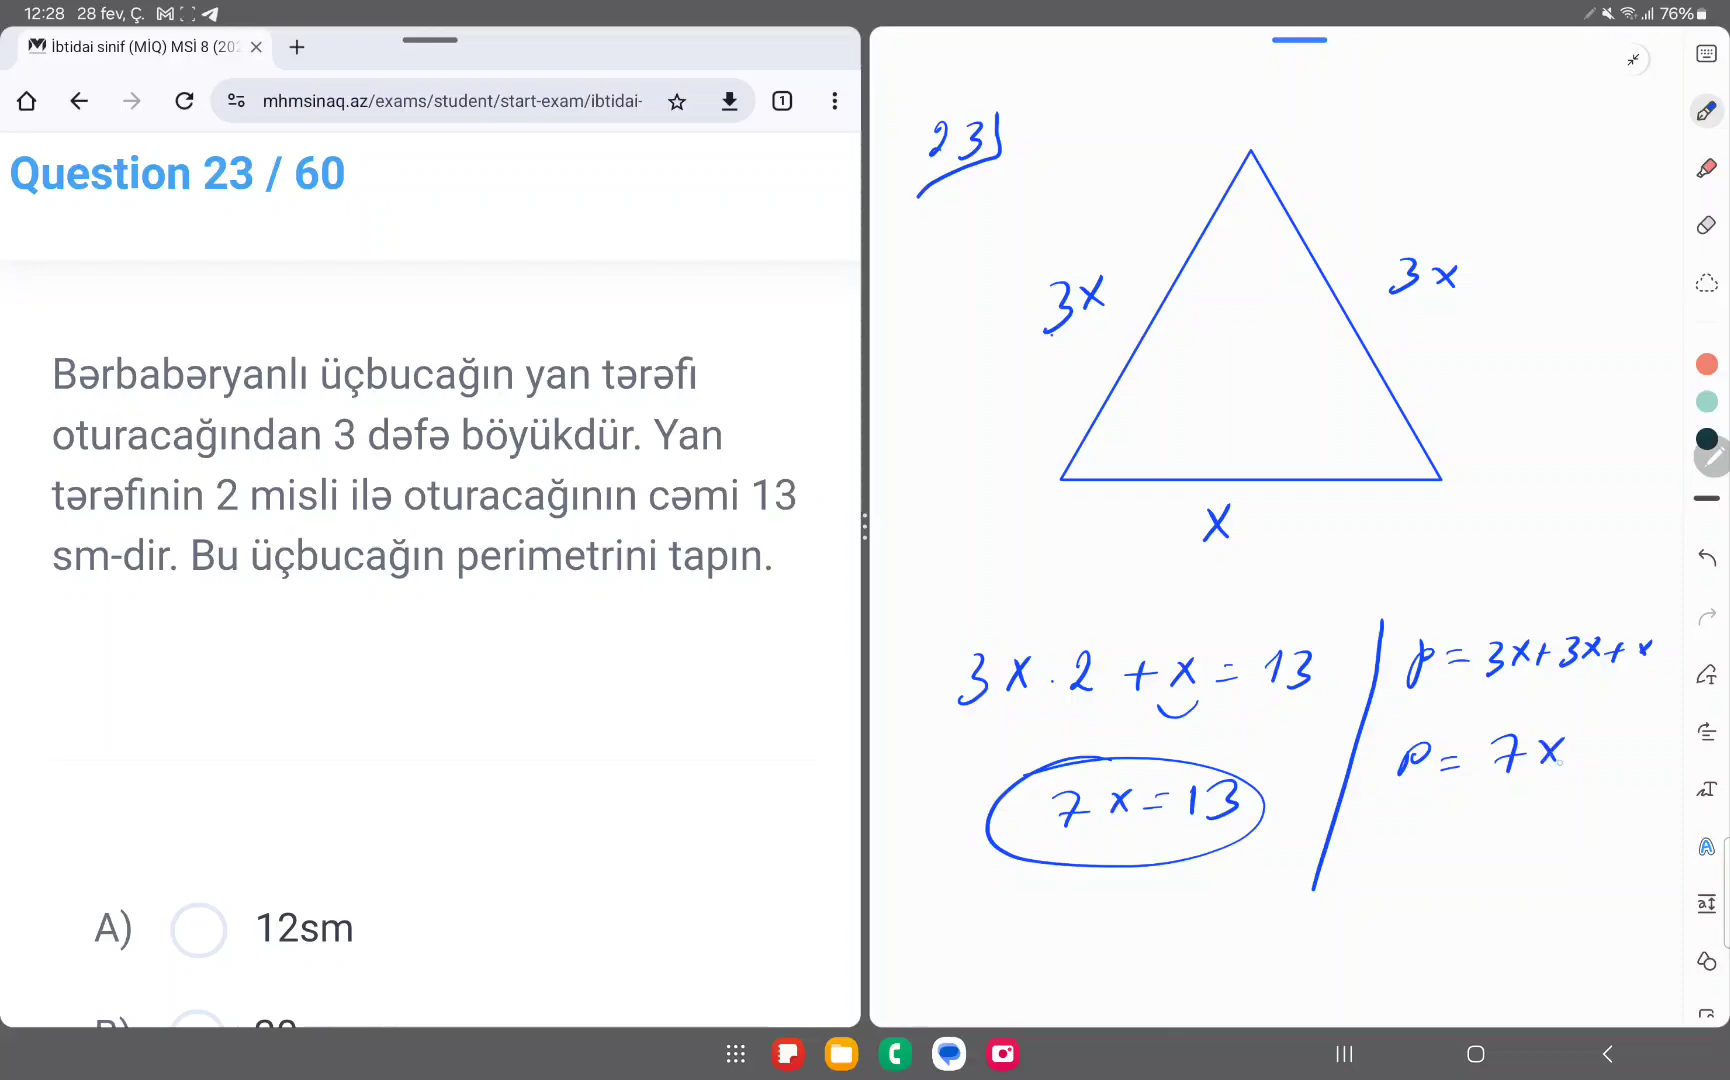 12:28 28 fev, Ç.
76%
İbtidai sinif (MİQ) MSİ 8 (202
1
mhmsinaq.az/exams/student/start-exam/ibtidai-
Question 23 / 60
Bərbabəryanlı üçbucağın yan tərəfi
oturacağından 3 dəfə böyükdür. Yan
tərəfinin 2 misli ilə oturacağının cəmi 13
sm-dir. Bu üçbucağın perimetrini tapın.
A) 12sm
23)
3x
3x
x
3x · 2 + x = 13
7x = 13
p = 3x + 3x + x
p = 7x